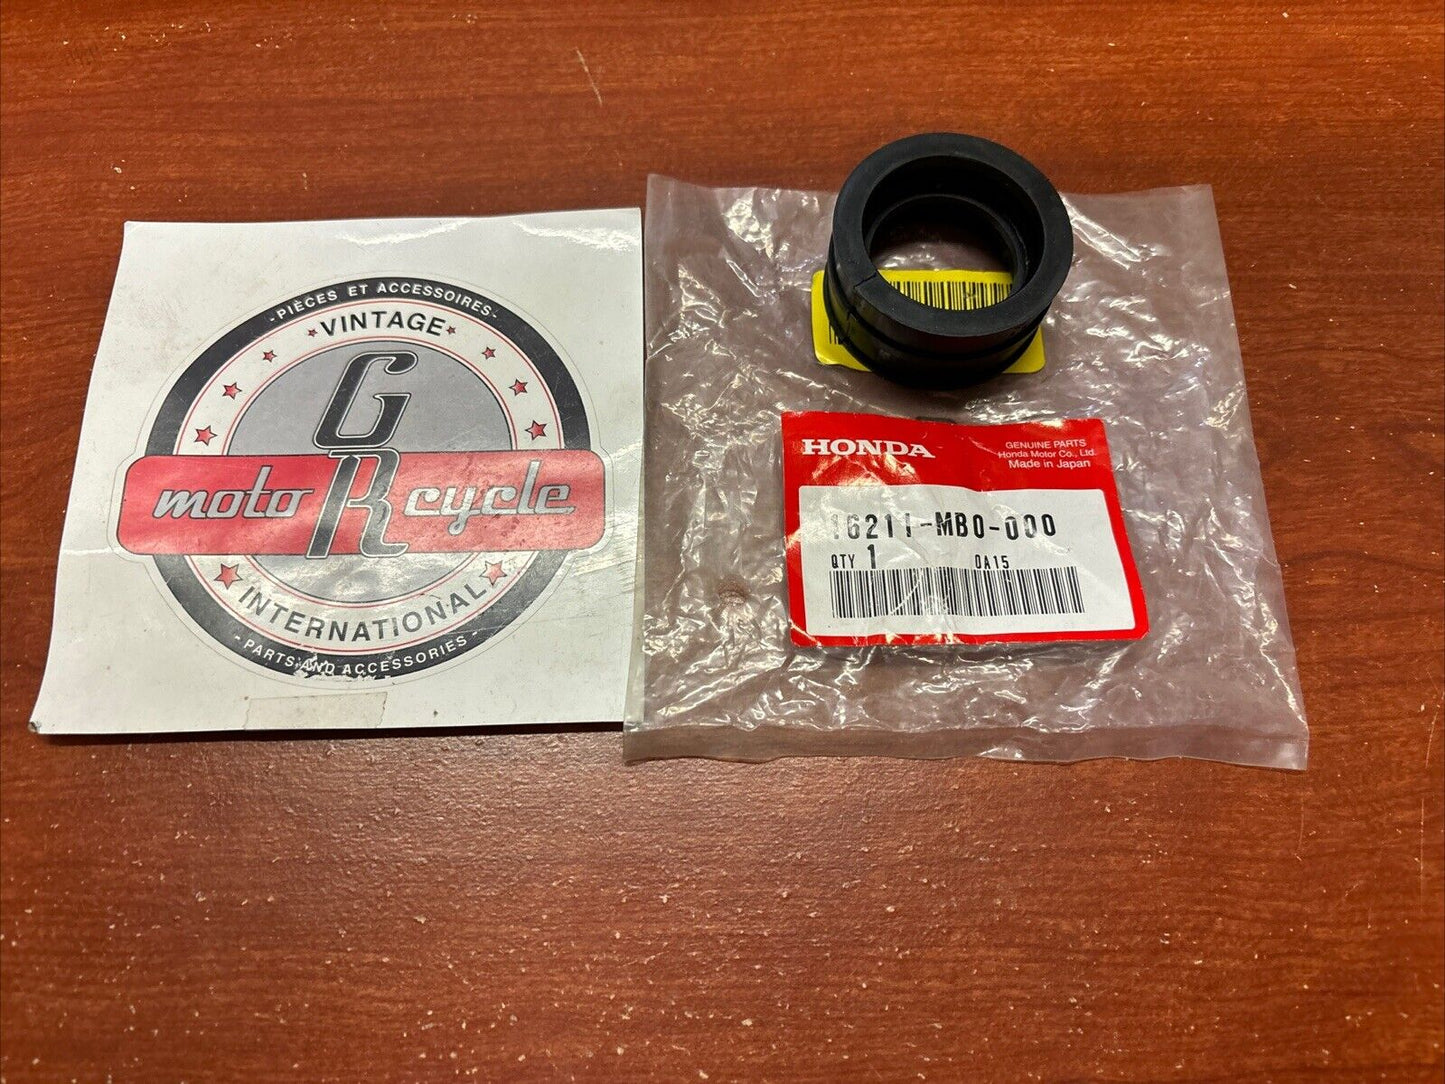 -PIÈCES ET ACCESSOIRES-
VINTAGE
GR
moto cycle
INTERNATIONAL
-PARTS AND ACCESSORIES-
HONDA
GENUINE PARTS
Honda Motor Co., Ltd.
Made in Japan
16211-MB0-000
QTY 1 0A15